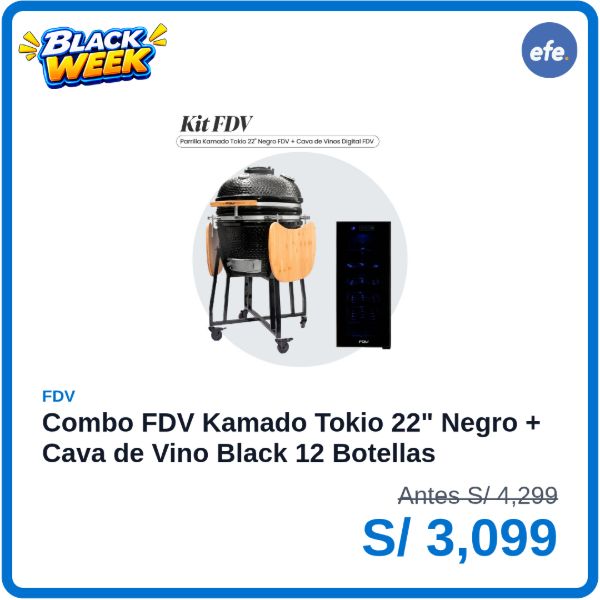 BLACK
WEEK
efe.
Kit FDV
Parrilla Kamado Tokio 22" Negro FDV + Cava de Vinos Digital FDV
FDV
FDV
Combo FDV Kamado Tokio 22" Negro +
Cava de Vino Black 12 Botellas
Antes S/ 4,299
S/ 3,099